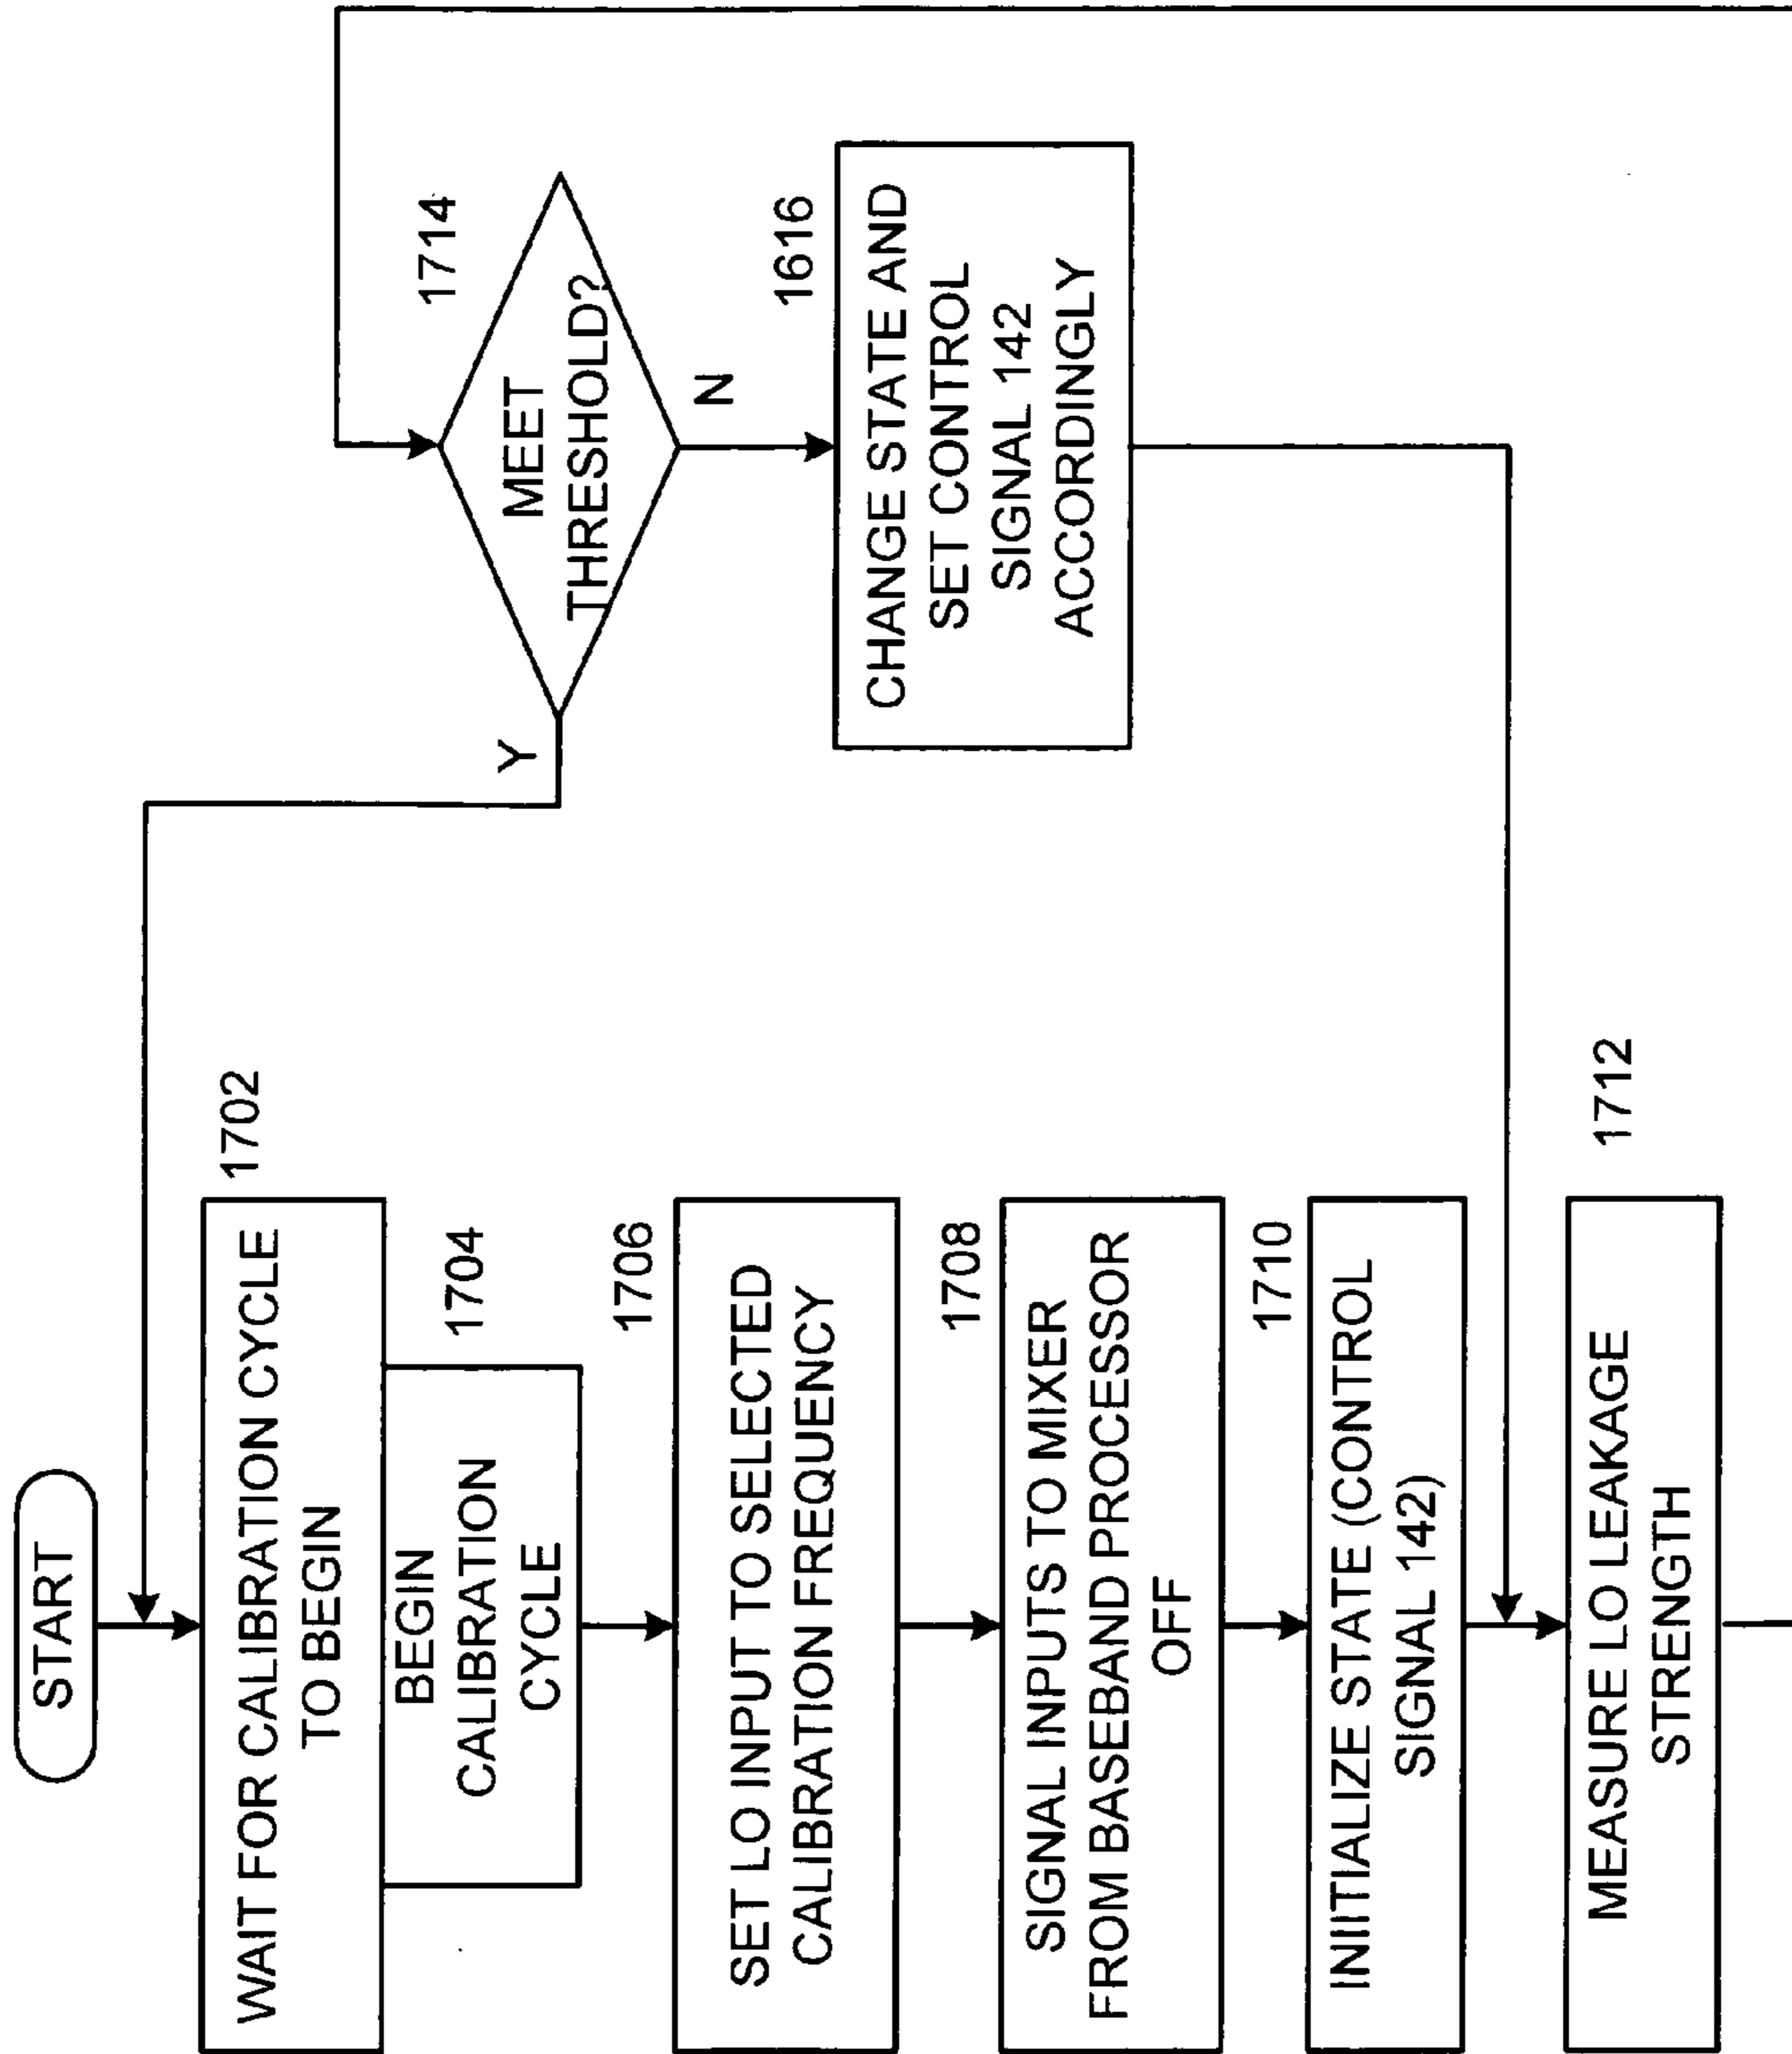 START
1702
WAIT FOR CALIBRATION CYCLE
TO BEGIN
1704
BEGIN
CALIBRATION
CYCLE
1706
SET LO INPUT TO SELECTED
CALIBRATION FREQUENCY
1708
SIGNAL INPUTS TO MIXER
FROM BASEBAND PROCESSOR
OFF
1710
INIITIALIZE STATE (CONTROL
SIGNAL 142)
1712
MEASURE LO LEAKAGE
STRENGTH
1714
MEET
THRESHOLD?
Y
N
1616
CHANGE STATE AND
SET CONTROL
SIGNAL 142
ACCORDINGLY